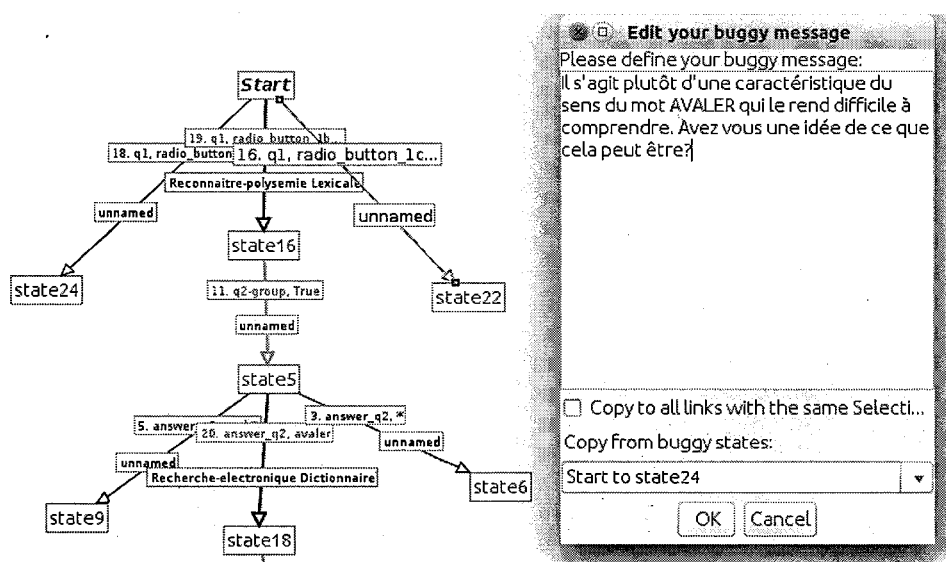 Start
19. q1, radio_button_1b...
18. q1, radio_button
16. q1, radio_button_1c...
Reconnaitre-polysemie Lexicale
unnamed
unnamed
state16
state24
11. q2-group, True
state22
unnamed
state5
3. answer_q2, *
5. answer
20. answer_q2, avaler
unnamed
unnamed
Recherche-electronique Dictionnaire
state6
state9
state18
Edit your buggy message
Please define your buggy message:
Il s'agit plutôt d'une caractéristique du
sens du mot AVALER qui le rend difficile à
comprendre. Avez vous une idée de ce que
cela peut être?
Copy to all links with the same Selecti...
Copy from buggy states:
Start to state24
OK Cancel